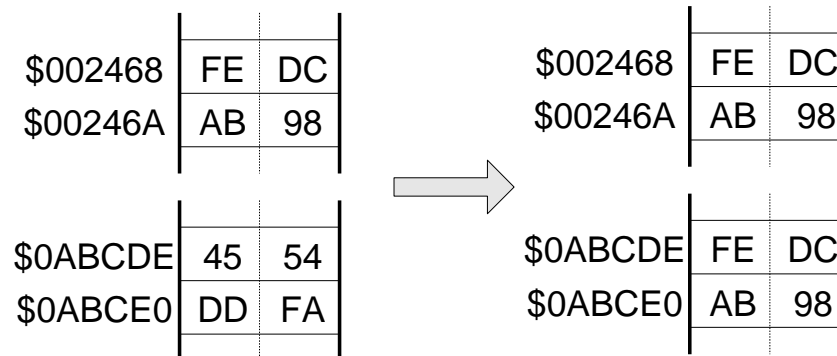 $002468 FE DC
$00246A AB 98
$0ABCDE 45 54
$0ABCE0 DD FA
$002468 FE DC
$00246A AB 98
$0ABCDE FE DC
$0ABCE0 AB 98